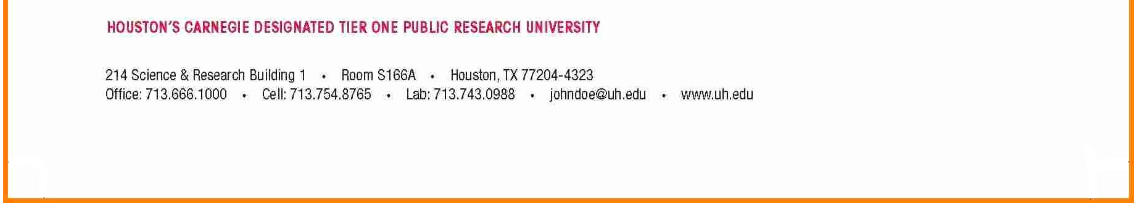 HOUSTON'S CARNEGIE DESIGNATED TIER ONE PUBLIC RESEARCH UNIVERSITY
214 Science & Research Building 1 • Room S166A • Houston, TX 77204-4323
Office: 713.666.1000 • Cell: 713.754.8765 • Lab: 713.743.0988 • johndoe@uh.edu • www.uh.edu